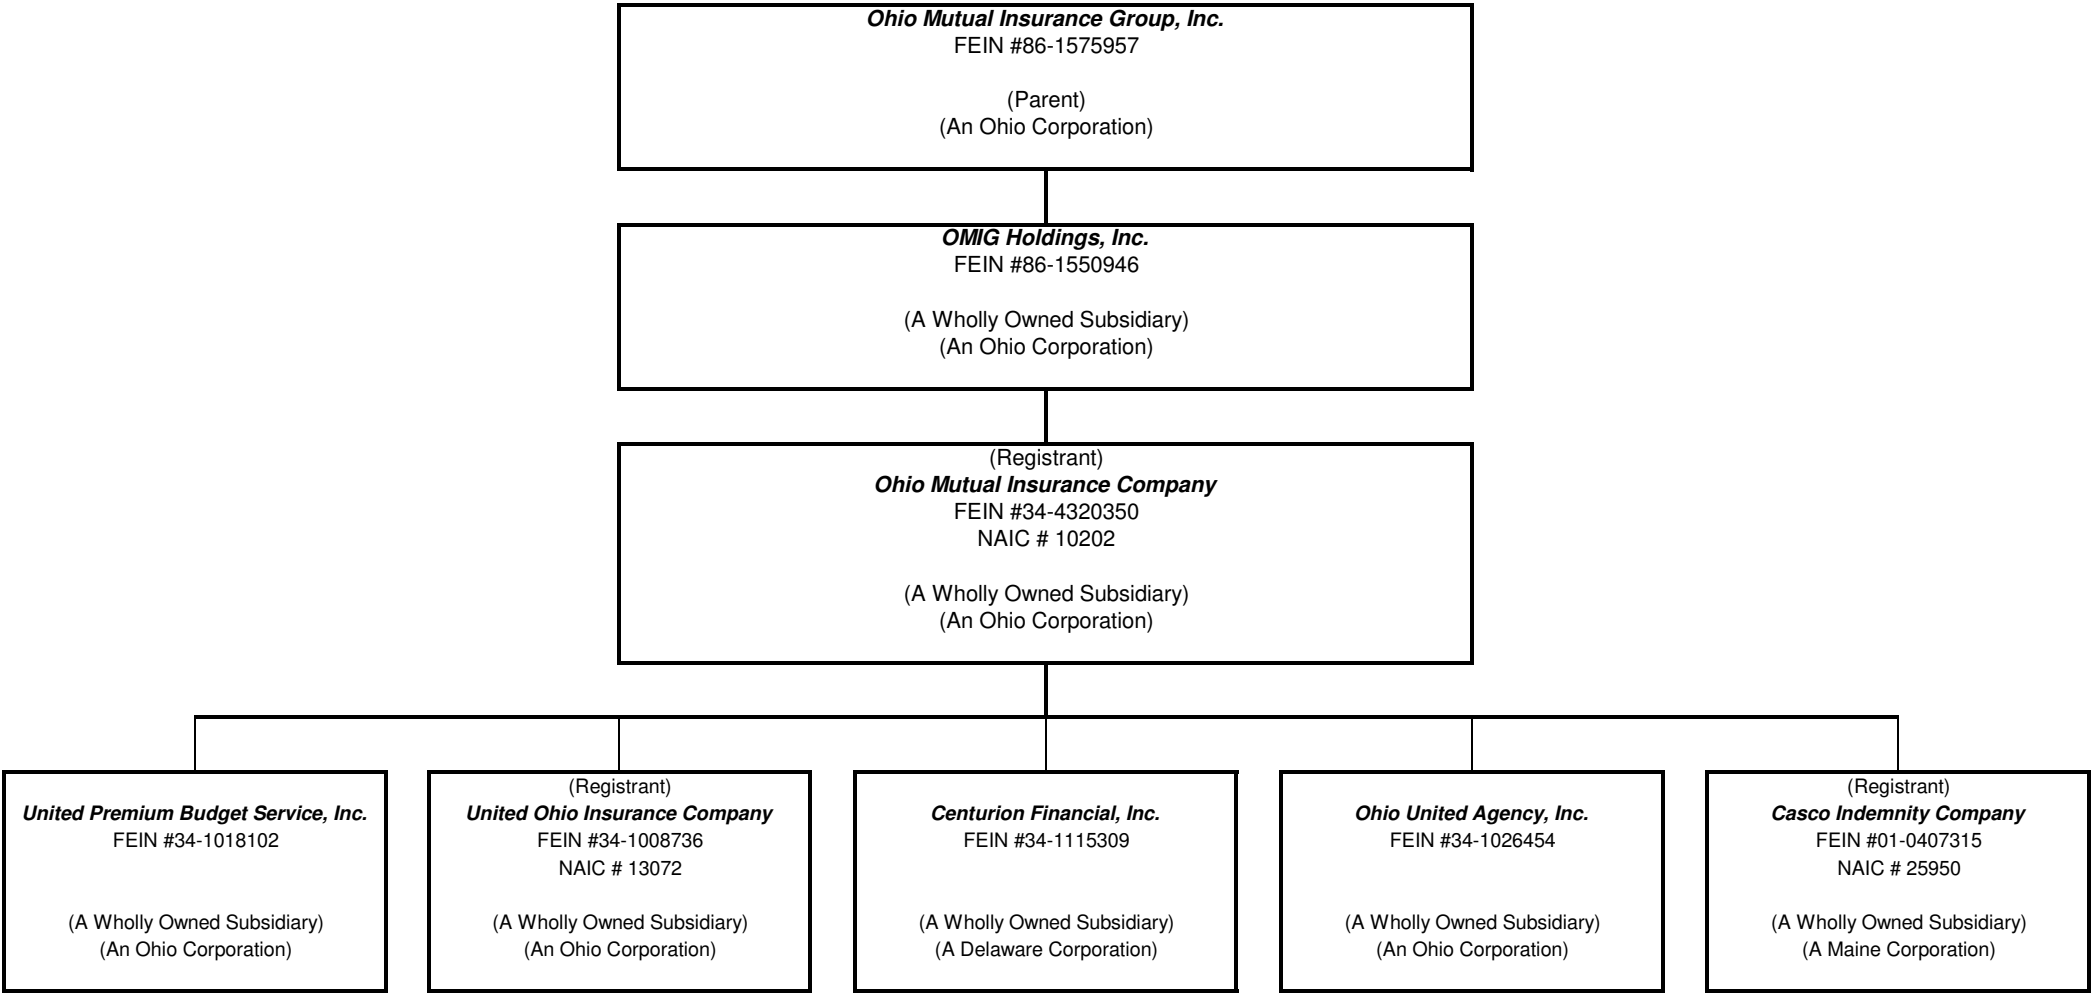 Ohio Mutual Insurance Group, Inc.
FEIN #86-1575957
(Parent)
(An Ohio Corporation)
OMIG Holdings, Inc.
FEIN #86-1550946
(A Wholly Owned Subsidiary)
(An Ohio Corporation)
(Registrant)
Ohio Mutual Insurance Company
FEIN #34-4320350
NAIC # 10202
(A Wholly Owned Subsidiary)
(An Ohio Corporation)
United Premium Budget Service, Inc.
FEIN #34-1018102
(A Wholly Owned Subsidiary)
(An Ohio Corporation)
(Registrant)
United Ohio Insurance Company
FEIN #34-1008736
NAIC # 13072
(A Wholly Owned Subsidiary)
(An Ohio Corporation)
Centurion Financial, Inc.
FEIN #34-1115309
(A Wholly Owned Subsidiary)
(A Delaware Corporation)
Ohio United Agency, Inc.
FEIN #34-1026454
(A Wholly Owned Subsidiary)
(An Ohio Corporation)
(Registrant)
Casco Indemnity Company
FEIN #01-0407315
NAIC # 25950
(A Wholly Owned Subsidiary)
(A Maine Corporation)